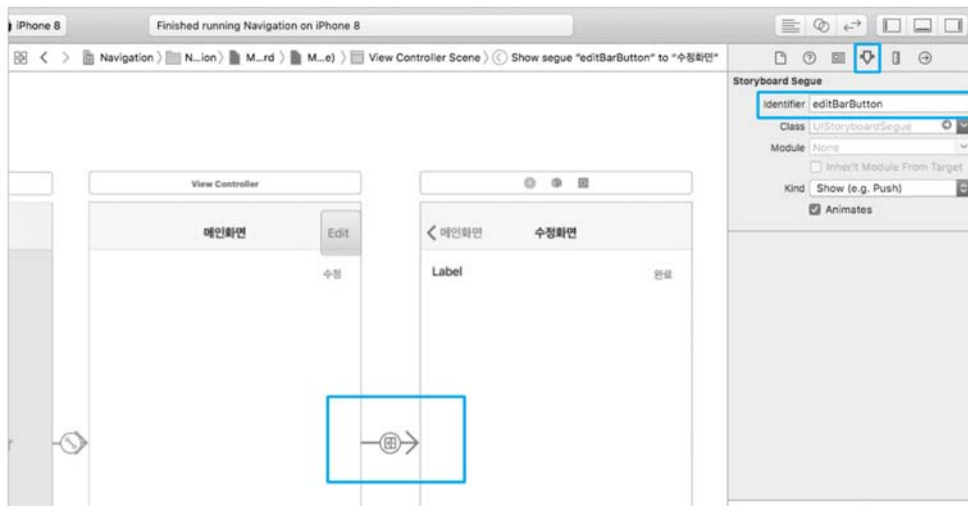 iPhone 8
Finished running Navigation on iPhone 8
Navigation
N...ion)
M...rd
M...e)
View Controller Scene
Show segue "editBarButton" to "수정화면"
Storyboard Segue
Identifier editBarButton
Class UIStoryboardSegue
Module None
Inherit Module From Target
Kind Show (e.g. Push)
Animates
View Controller
메인화면
Edit
수정
메인화면
수정화면
Label
완료